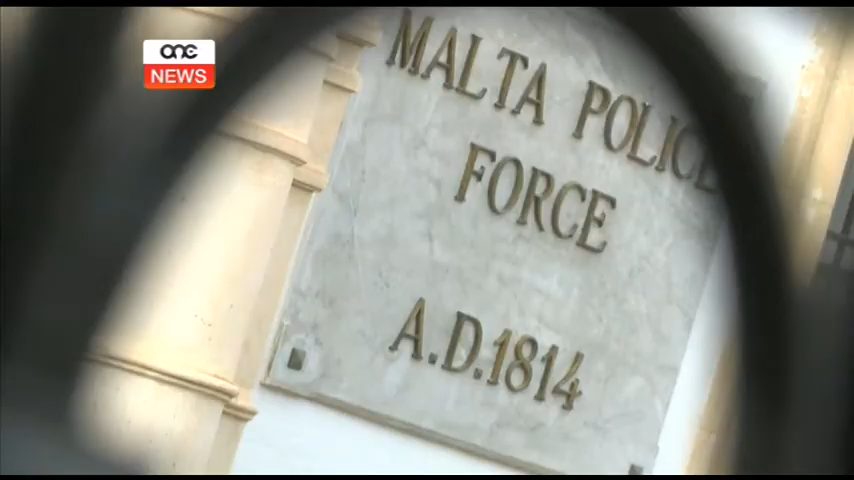 one
NEWS
MALTA POLICE
FORCE
A.D.1814